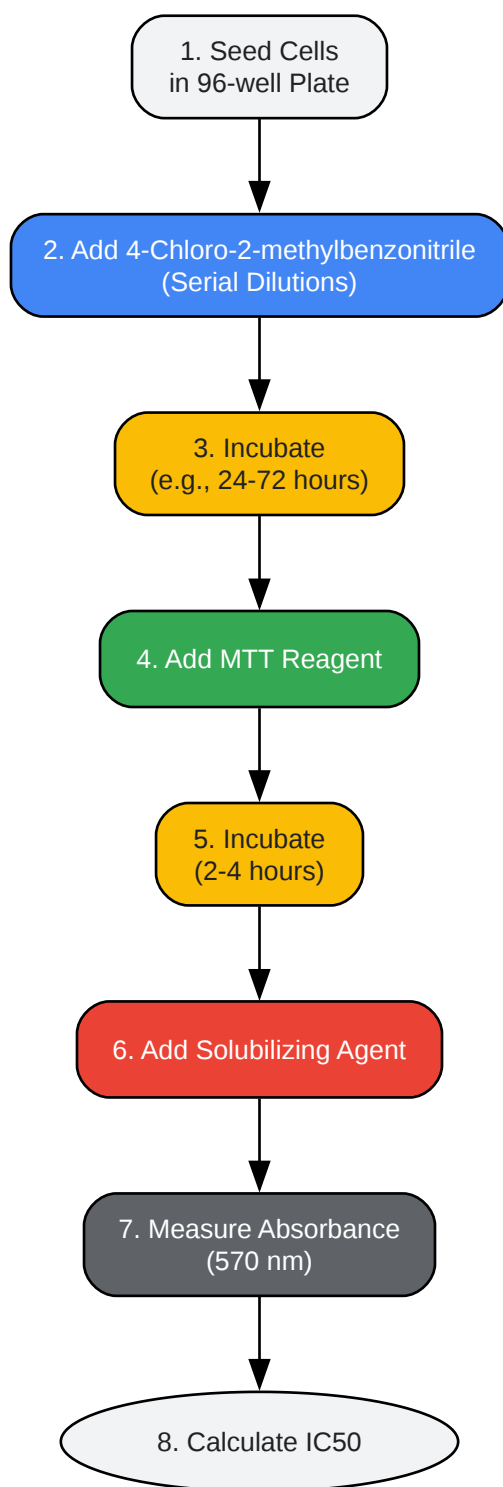 1. Seed Cells
in 96-well Plate
2. Add 4-Chloro-2-methylbenzonitrile
(Serial Dilutions)
3. Incubate
(e.g., 24-72 hours)
4. Add MTT Reagent
5. Incubate
(2-4 hours)
6. Add Solubilizing Agent
7. Measure Absorbance
(570 nm)
8. Calculate IC50